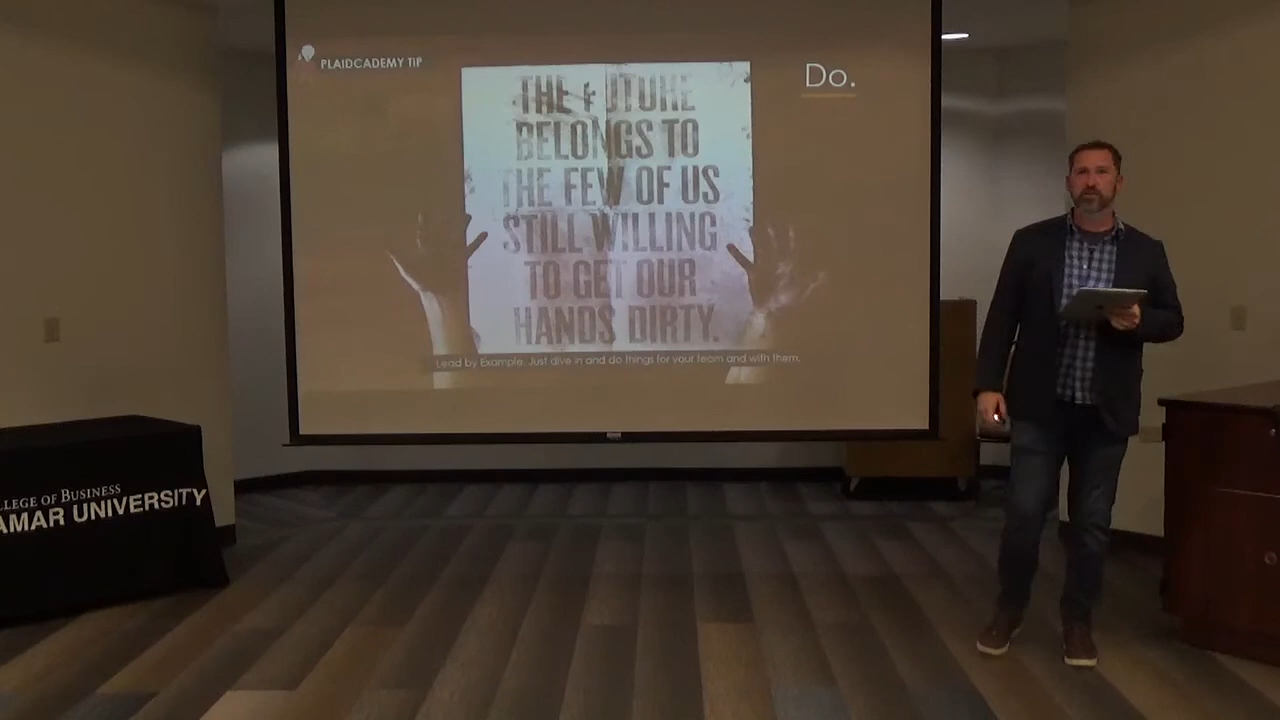 PLAIDCADEMY TIP
Do.
THE FUTURE
BELONGS TO
THE FEW OF US
STILL WILLING
TO GET OUR
HANDS DIRTY.
Lead by Example. Just dive in and do things for your team and with them.
LLEGE OF BUSINESS
AMAR UNIVERSITY